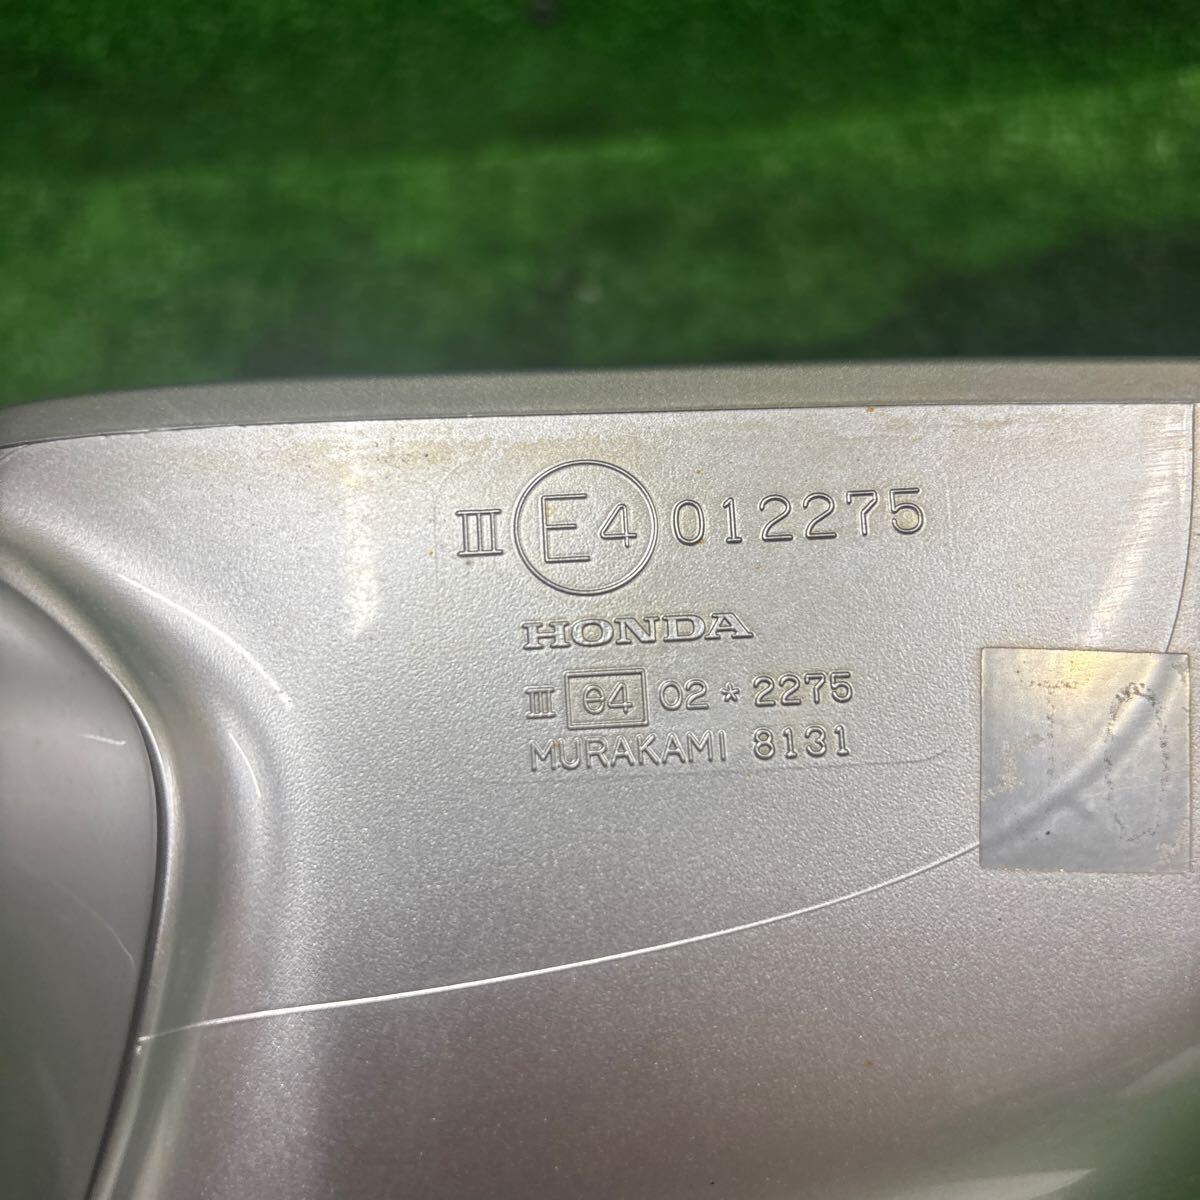 III E4 012275
HONDA
III e4 02*2275
MURAKAMI 8131